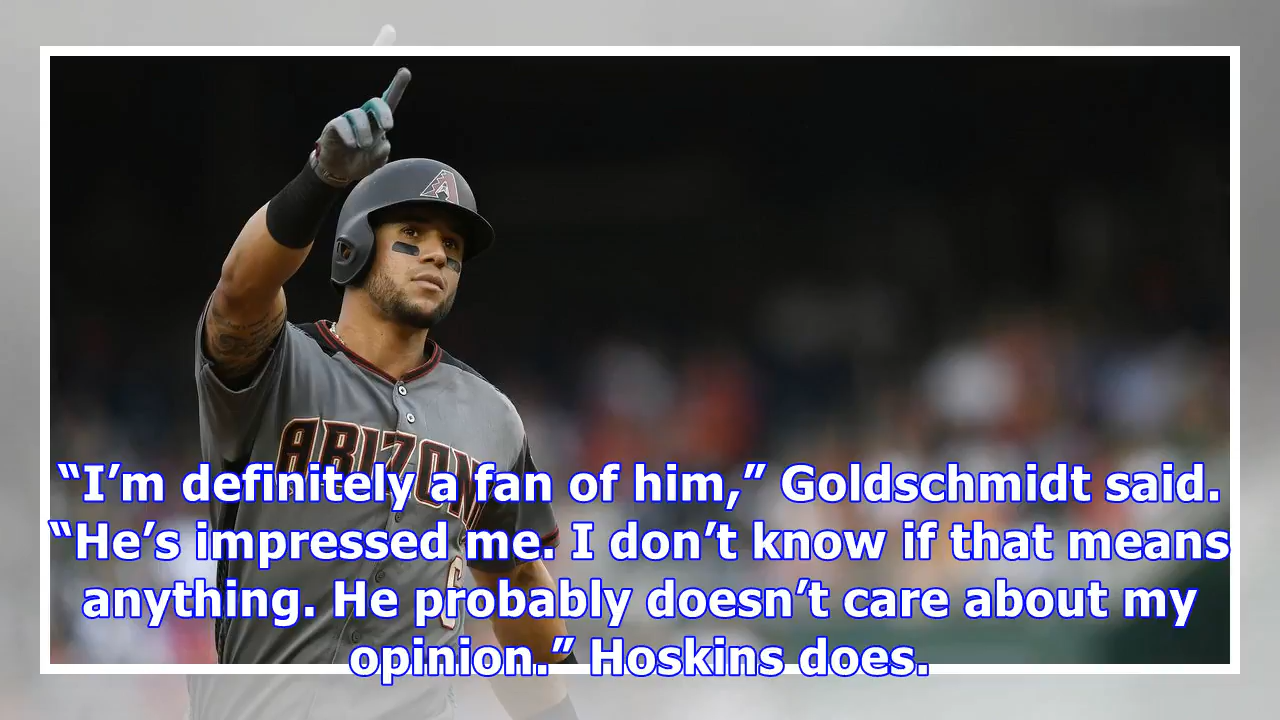 A
ARIZON
“I’m definitely a fan of him,” Goldschmidt said.
“He’s impressed me. I don’t know if that means
anything. He probably doesn’t care about my
opinion.” Hoskins does.